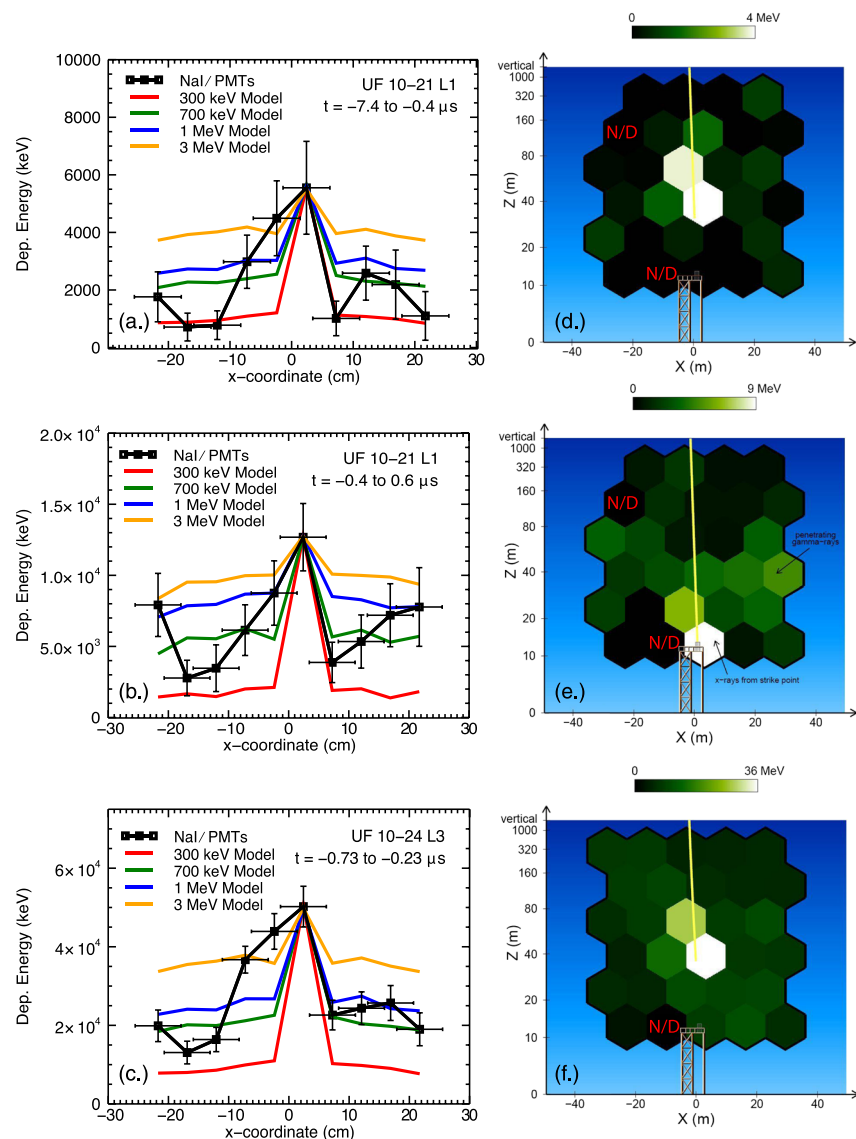 10000
8000
6000
4000
2000
0
Dep. Energy (keV)
NaI/PMTs
300 keV Model
700 keV Model
1 MeV Model
3 MeV Model
UF 10−21 L1
t = −7.4 to −0.4 µs
(a.)
−30 −20 −10 0 10 20 30
x-coordinate (cm)
0 4 MeV
vertical
1000
320
160
80
40
20
10
0
Z (m)
N/D
N/D
(d.)
−40 −20 0 20 40
X (m)
2.0× 10⁴
1.5× 10⁴
1.0× 10⁴
5.0× 10³
0
Dep. Energy (keV)
NaI/PMTs
300 keV Model
700 keV Model
1 MeV Model
3 MeV Model
UF 10−21 L1
t = −0.4 to 0.6 µs
(b.)
−30 −20 −10 0 10 20 30
x-coordinate (cm)
0 9 MeV
vertical
1000
320
160
80
40
20
10
0
Z (m)
N/D
penetrating
gamma-rays
N/D
x-rays from strike point
(e.)
−40 −20 0 20 40
X (m)
6× 10⁴
4× 10⁴
2× 10⁴
0
Dep. Energy (keV)
NaI/PMTs
300 keV Model
700 keV Model
1 MeV Model
3 MeV Model
UF 10−24 L3
t = −0.73 to −0.23 µs
(c.)
−30 −20 −10 0 10 20 30
x-coordinate (cm)
0 36 MeV
vertical
1000
320
160
80
40
20
10
0
Z (m)
N/D
(f.)
−40 −20 0 20 40
X (m)